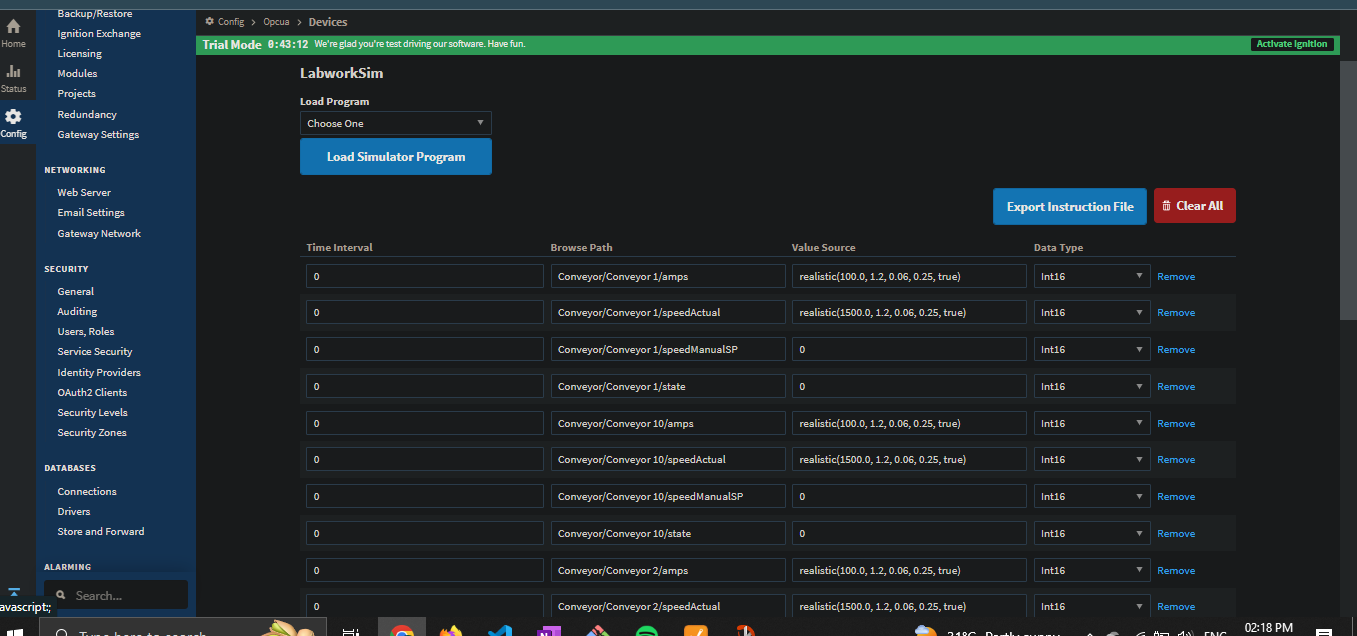 Backup/Restore
Ignition Exchange
Licensing
Modules
Projects
Redundancy
Gateway Settings
NETWORKING
Web Server
Email Settings
Gateway Network
SECURITY
General
Auditing
Users, Roles
Service Security
Identity Providers
OAuth2 Clients
Security Levels
Security Zones
DATABASES
Connections
Drivers
Store and Forward
ALARMING
Search...
Home
Status
Config
avascript:;
Config > Opcua > Devices
Trial Mode 0:43:12 We're glad you're test driving our software. Have fun. Activate Ignition
LabworkSim
Load Program
Choose One
Load Simulator Program
Export Instruction File Clear All
Time Interval Browse Path Value Source Data Type
0 Conveyor/Conveyor 1/amps realistic(100.0, 1.2, 0.06, 0.25, true) Int16 Remove
0 Conveyor/Conveyor 1/speedActual realistic(1500.0, 1.2, 0.06, 0.25, true) Int16 Remove
0 Conveyor/Conveyor 1/speedManualSP 0 Int16 Remove
0 Conveyor/Conveyor 1/state 0 Int16 Remove
0 Conveyor/Conveyor 10/amps realistic(100.0, 1.2, 0.06, 0.25, true) Int16 Remove
0 Conveyor/Conveyor 10/speedActual realistic(1500.0, 1.2, 0.06, 0.25, true) Int16 Remove
0 Conveyor/Conveyor 10/speedManualSP 0 Int16 Remove
0 Conveyor/Conveyor 10/state 0 Int16 Remove
0 Conveyor/Conveyor 2/amps realistic(100.0, 1.2, 0.06, 0.25, true) Int16 Remove
0 Conveyor/Conveyor 2/speedActual realistic(1500.0, 1.2, 0.06, 0.25, true) Int16 Remove
Type here to search
31°C Partly sunny ENG 02:18 PM